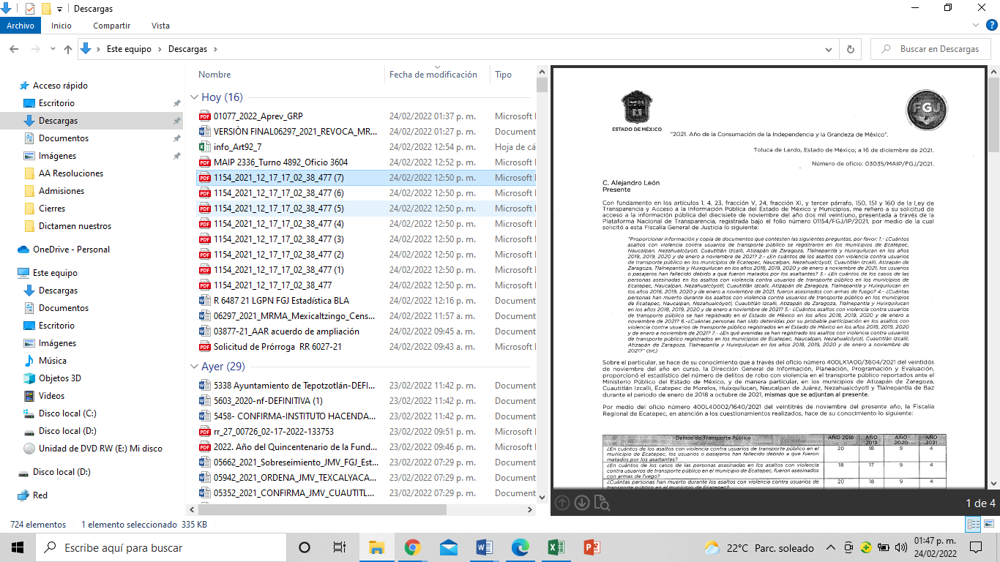 Descargas
Archivo Inicio Compartir Vista
Este equipo Descargas
Buscar en Descargas
Acceso rápido
Escritorio
Descargas
Documentos
Imágenes
AA Resoluciones
Admisiones
Cierres
Dictamen nuestros
OneDrive - Personal
Este equipo
Descargas
Documentos
Escritorio
Imágenes
Música
Objetos 3D
Videos
Disco local (C:)
Disco local (D:)
Unidad de DVD RW (E:) Mi disco
Disco local (D:)
Red
Nombre Fecha de modificación Tipo
Hoy (16)
01077_2022_Aprev_GRP 24/02/2022 01:37 p. m. Microsoft
VERSIÒN FINAL06297_2021_REVOCA_MR... 24/02/2022 01:27 p. m. Document
info_Art92_7 24/02/2022 12:54 p. m. Hoja de cá
MAIP 2336_Turno 4892_Oficio 3604 24/02/2022 12:52 p. m. Microsoft
1154_2021_12_17_17_02_38_477 (7) 24/02/2022 12:50 p. m. Microsoft
1154_2021_12_17_17_02_38_477 (6) 24/02/2022 12:50 p. m. Microsoft
1154_2021_12_17_17_02_38_477 (5) 24/02/2022 12:50 p. m. Microsoft
1154_2021_12_17_17_02_38_477 (4) 24/02/2022 12:50 p. m. Microsoft
1154_2021_12_17_17_02_38_477 (3) 24/02/2022 12:50 p. m. Microsoft
1154_2021_12_17_17_02_38_477 (2) 24/02/2022 12:50 p. m. Microsoft
1154_2021_12_17_17_02_38_477 (1) 24/02/2022 12:50 p. m. Microsoft
1154_2021_12_17_17_02_38_477 24/02/2022 12:50 p. m. Microsoft
R 6487 21 LGPN FGJ Estadística BLA 24/02/2022 12:16 p. m. Document
06297_2021_MRMA_Mexicaltzingo_Cens... 24/02/2022 11:57 a. m. Document
03877-21_AAR acuerdo de ampliación 24/02/2022 09:45 a. m. Document
Solicitud de Prórroga RR 6027-21 24/02/2022 09:43 a. m. Microsoft
Ayer (29)
5338 Ayuntamiento de Tepotzotlán-DEFI... 23/02/2022 11:42 p. m. Document
5603_2020-nf-DEFINITIVA (1) 23/02/2022 11:42 p. m. Document
5458- CONFIRMA-INSTITUTO HACENDA... 23/02/2022 11:42 p. m. Document
rr_27_00726_02-17-2022-133753 23/02/2022 09:51 p. m. Microsoft
2022. Año del Quincentenario de la Fund... 23/02/2022 09:46 p. m. Microsoft
05662_2021_Sobreseimiento_JMV_FGJ_Est... 23/02/2022 07:29 p. m. Document
05942_2021_ORDENA_JMV_TEXCALYACA... 23/02/2022 07:29 p. m. Document
05352_2021_CONFIRMA_JMV_CUAUTITL... 23/02/2022 07:29 p. m. Document
ESTADO DE MÉXICO
FGJ
"2021. Año de la Consumación de la Independencia y la Grandeza de México".
Toluca de Lerdo, Estado de México; a 16 de diciembre de 2021.
Número de oficio: 03035/MAIP/FGJ/2021.
C. Alejandro León
Presente
Con fundamento en los artículos 1, 4, 23, fracción V, 24, fracción XI, y tercer párrafo, 150, 151 y 160 de la Ley de
Transparencia y Acceso a la Información Pública del Estado de México y Municipios, me refiero a su solicitud de
acceso a la información pública del diecisiete de noviembre del año dos mil veintiuno, presentada a través de la
Plataforma Nacional de Transparencia, registrada bajo el folio número 01154/FGJ/IP/2021, por medio de la cual
solicitó a esta Fiscalía General de Justicia lo siguiente:
"Proporcionar información y copia de documentos que contesten las siguientes preguntas, por favor: 1.- ¿Cuántos
asaltos con violencia contra usuarios de transporte público se registraron en los municipios de Ecatepec,
Naucalpan, Nezahualcóyotl, Cuautitlán Izcalli, Atizapán de Zaragoza, Tlalnepantla y Huixquilucan en los años
2018, 2019, 2020 y de enero a noviembre de 2021? 2.- ¿En cuántos de los asaltos con violencia contra usuarios
de transporte público en los municipios de Ecatepec, Naucalpan, Nezahualcóyotl, Cuautitlán Izcalli, Atizapán de
Zaragoza, Tlalnepantla y Huixquilucan en los años 2018, 2019, 2020 y de enero a noviembre de 2021, los usuarios
o pasajeros han fallecido debido a que fueron matados por los asaltantes? 3.- ¿En cuántos de los casos de las
personas asesinadas en los asaltos con violencia contra usuarios de transporte público en los municipios de
Ecatepec, Naucalpan, Nezahualcóyotl, Cuautitlán Izcalli, Atizapán de Zaragoza, Tlalnepantla y Huixquilucan en los
años 2018, 2019, 2020 y de enero a noviembre de 2021, fueron asesinados con armas de fuego? 4.- ¿Cuántas
personas han muerto durante los asaltos con violencia contra usuarios de transporte público en los municipios
de Ecatepec, Naucalpan, Nezahualcóyotl, Cuautitlán Izcalli, Atizapán de Zaragoza, Tlalnepantla y Huixquilucan
en los años 2018, 2019, 2020 y de enero a noviembre de 2021? 5.- ¿Cuántos asaltos con violencia contra usuarios
de transporte público se han registrado en el Estado de México en los años 2018, 2019, 2020 y de enero a
noviembre de 2021? 6.-¿Cuántas personas han sido detenidas por su probable participación en los asaltos con
violencia contra usuarios de transporte público registrados en el Estado de México en los años 2018, 2019, 2020
y de enero a noviembre de 2021? 7.- ¿En qué avenidas se han registrado los asaltos con violencia contra usuarios
de transporte público registrados en los municipios de Ecatepec, Naucalpan, Nezahualcóyotl, Cuautitlán Izcalli,
Atizapán de Zaragoza, Tlalnepantla y Huixquilucan en los años 2018, 2019, 2020 y de enero a noviembre de
2021?" (sic)
Sobre el particular, se hace de su conocimiento que a través del oficio número 400LK1A00/3604/2021 del veintidós
de noviembre del año en curso, la Dirección General de Información, Planeación, Programación y Evaluación,
proporcionó el estadístico del número de delitos de robo con violencia en el transporte público reportados ante el
Ministerio Público del Estado de México, y de manera particular, en los municipios de Atizapán de Zaragoza,
Cuautitlán Izcalli, Ecatepec de Morelos, Huixquilucan, Naucalpan de Juárez, Nezahualcóyotl y Tlalnepantla de Baz
durante el periodo de enero de 2018 a octubre de 2021, mismas que se adjuntan al presente.
Por medio del oficio número 400L40002/1640/2021 del veintitrés de noviembre del presente año, la Fiscalía
Regional de Ecatepec, en atención a los cuestionamientos realizados, hace de su conocimiento lo siguiente:
Delitos de Transporte Público AÑO 2018 AÑO 2019 AÑO 2020 AÑO 2021
¿En cuántos de los asaltos con violencia contra usuarios de transporte público en el 20 18 9 4
municipio de Ecatepec, los usuarios o pasajeros han fallecido debido a que fueron
matados por los asaltantes?
¿En cuántos de los casos de las personas asesinadas en los asaltos con violencia 18 17 9 4
contra usuarios de transporte público en el municipio de Ecatepec, fueron asesinados
con armas de fuego?
¿Cuántas personas han muerto durante los asaltos con violencia contra usuarios de 20 18 9 4
transporte público en el municipio de Ecatepec?
1 de 4
724 elementos 1 elemento seleccionado 335 KB
Escribe aquí para buscar
22°C Parc. soleado
01:47 p. m.
24/02/2022